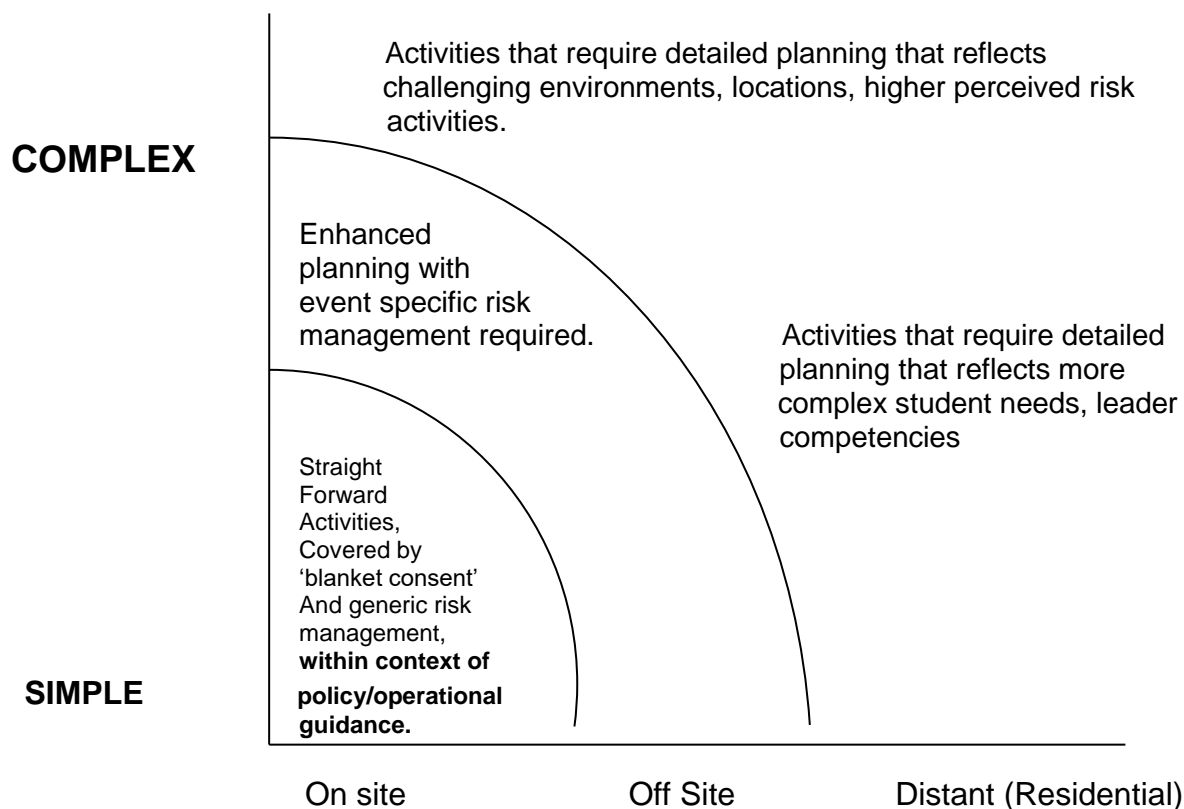 Activities that require detailed planning that reflects
challenging environments, locations, higher perceived risk
activities.
COMPLEX
Enhanced
planning with
event specific risk
management required.
Activities that require detailed
planning that reflects more
complex student needs, leader
competencies
Straight
Forward
Activities,
Covered by
‘blanket consent’
And generic risk
management,
within context of
policy/operational
guidance.
SIMPLE
On site
Off Site
Distant (Residential)